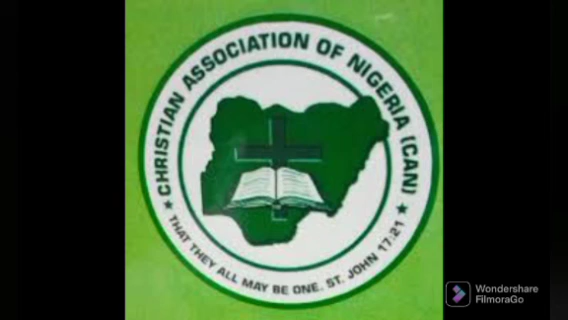 CHRISTIAN ASSOCIATION OF NIGERIA (CAN)
THAT THEY ALL MAY BE ONE. ST. JOHN 17:21
Wondershare
FilmoraGo